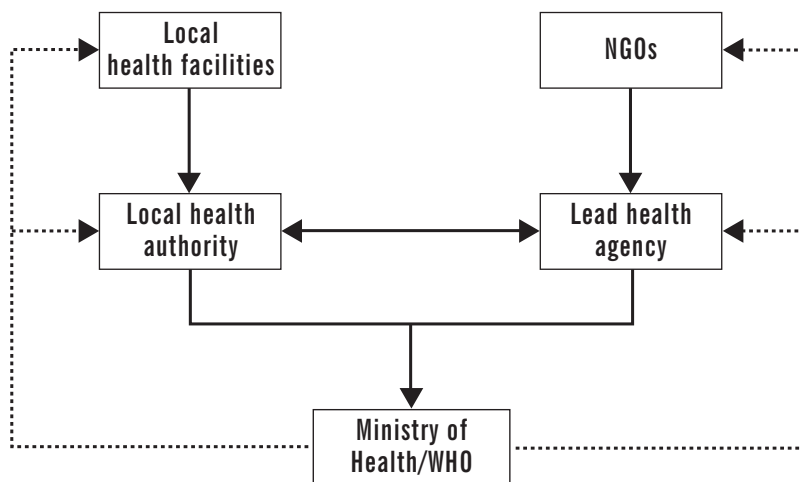 Local
health facilities
NGOs
Local health
authority
Lead health
agency
Ministry of
Health/WHO